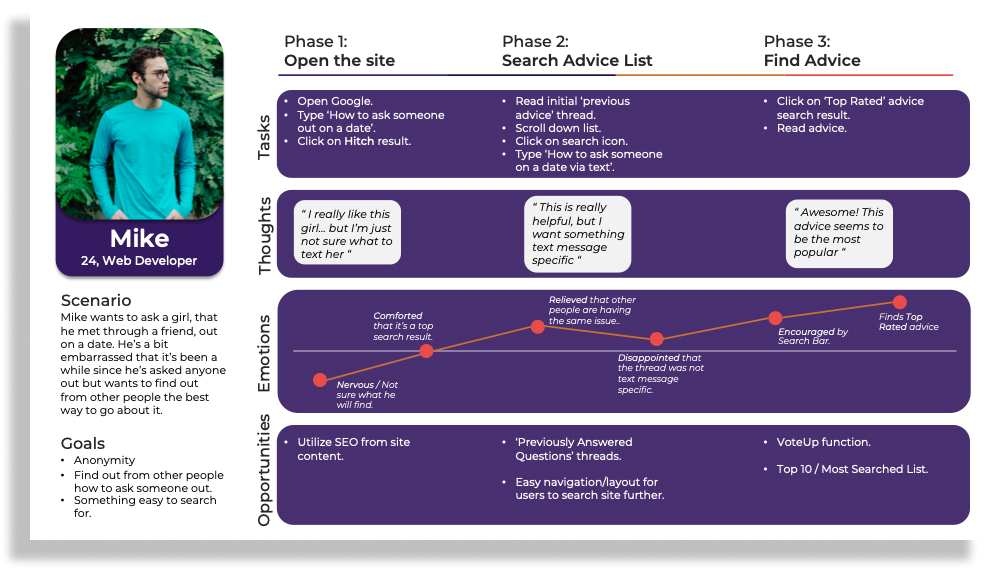 Mike
24, Web Developer
Scenario
Mike wants to ask a girl, that
he met through a friend, out
on a date. He's a bit
embarrassed that it's been a
while since he's asked anyone
out but wants to find out
from other people the best
way to go about it.
Goals
• Anonymity
• Find out from other people
how to ask someone out.
• Something easy to search
for.
Phase 1:
Open the site
Phase 2:
Search Advice List
Phase 3:
Find Advice
Tasks
• Open Google.
• Type 'How to ask someone
out on a date'.
• Click on Hitch result.
• Read initial 'previous
advice' thread.
• Scroll down list.
• Click on search icon.
• Type 'How to ask someone
on a date via text'.
• Click on 'Top Rated' advice
search result.
• Read advice.
Thoughts
" I really like this
girl... but I'm just
not sure what to
text her "
" This is really
helpful, but I
want something
text message
specific "
" Awesome! This
advice seems to
be the most
popular "
Emotions
Nervous / Not
sure what he
will find.
Comforted
that it's a top
search result.
Relieved that other
people are having
the same issue..
Disappointed that
the thread was not
text message
specific.
Encouraged by
Search Bar.
Finds Top
Rated advice
Opportunities
• Utilize SEO from site
content.
• 'Previously Answered
Questions' threads.
• Easy navigation/layout for
users to search site further.
• VoteUp function.
• Top 10 / Most Searched List.